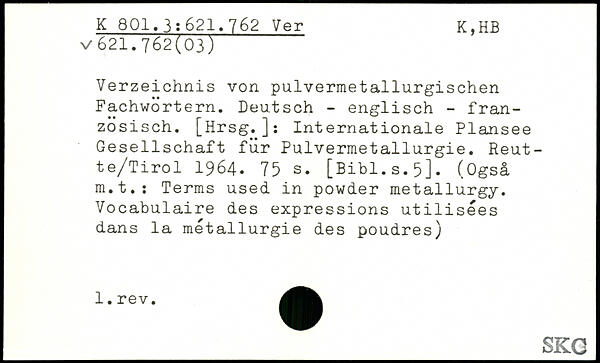 K 801.3:621.762 Ver K,HB
✓621.762(03)
Verzeichnis von pulvermetallurgischen
Fachwörtern. Deutsch - englisch - fran-
zösisch. [Hrsg.]: Internationale Plansee
Gesellschaft für Pulvermetallurgie. Reut-
te/Tirol 1964. 75 s. [Bibl.s.5]. (Også
m.t.: Terms used in powder metallurgy.
Vocabulaire des expressions utilisées
dans la métallurgie des poudres)
1.rev.
SKC